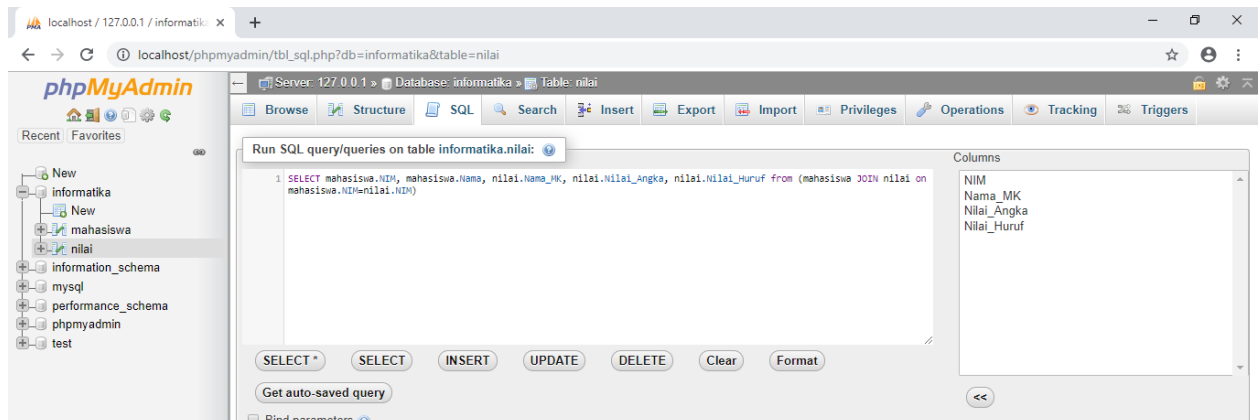 localhost / 127.0.0.1 / informatika
localhost/phpmyadmin/tbl_sql.php?db=informatika&table=nilai
phpMyAdmin
Recent Favorites
New
informatika
New
mahasiswa
nilai
information_schema
mysql
performance_schema
phpmyadmin
test
Server: 127.0.0.1 » Database: informatika » Table: nilai
Browse Structure SQL Search Insert Export Import Privileges Operations Tracking Triggers
Run SQL query/queries on table informatika.nilai:
1 SELECT mahasiswa.NIM, mahasiswa.Nama, nilai.Nama_MK, nilai.Nilai_Angka, nilai.Nilai_Huruf from (mahasiswa JOIN nilai on
mahasiswa.NIM=nilai.NIM)
Columns
NIM
Nama_MK
Nilai_Angka
Nilai_Huruf
SELECT * SELECT INSERT UPDATE DELETE Clear Format
Get auto-saved query
<<
Bind parameters